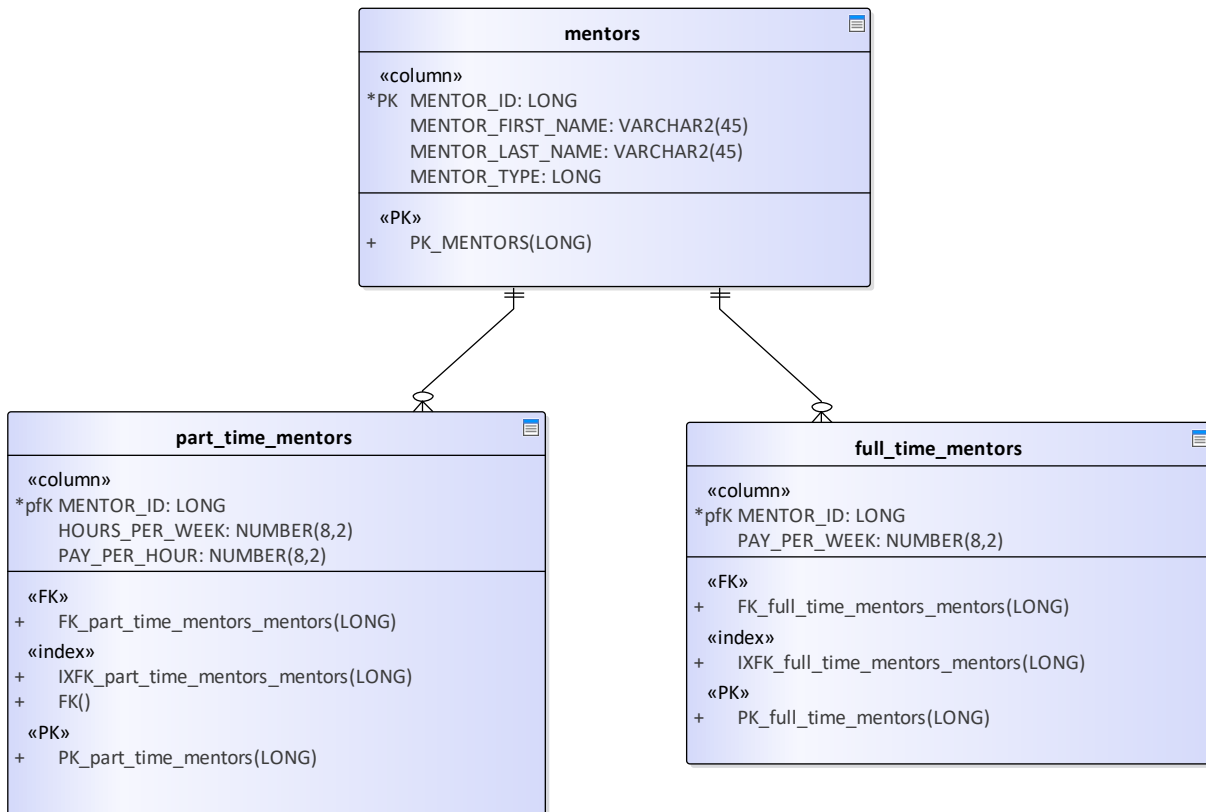 mentors
«column»
*PK MENTOR_ID: LONG
MENTOR_FIRST_NAME: VARCHAR2(45)
MENTOR_LAST_NAME: VARCHAR2(45)
MENTOR_TYPE: LONG
«PK»
+ PK_MENTORS(LONG)
part_time_mentors
«column»
*pfK MENTOR_ID: LONG
HOURS_PER_WEEK: NUMBER(8,2)
PAY_PER_HOUR: NUMBER(8,2)
«FK»
+ FK_part_time_mentors_mentors(LONG)
«index»
+ IXFK_part_time_mentors_mentors(LONG)
+ FK()
«PK»
+ PK_part_time_mentors(LONG)
full_time_mentors
«column»
*pfK MENTOR_ID: LONG
PAY_PER_WEEK: NUMBER(8,2)
«FK»
+ FK_full_time_mentors_mentors(LONG)
«index»
+ IXFK_full_time_mentors_mentors(LONG)
«PK»
+ PK_full_time_mentors(LONG)